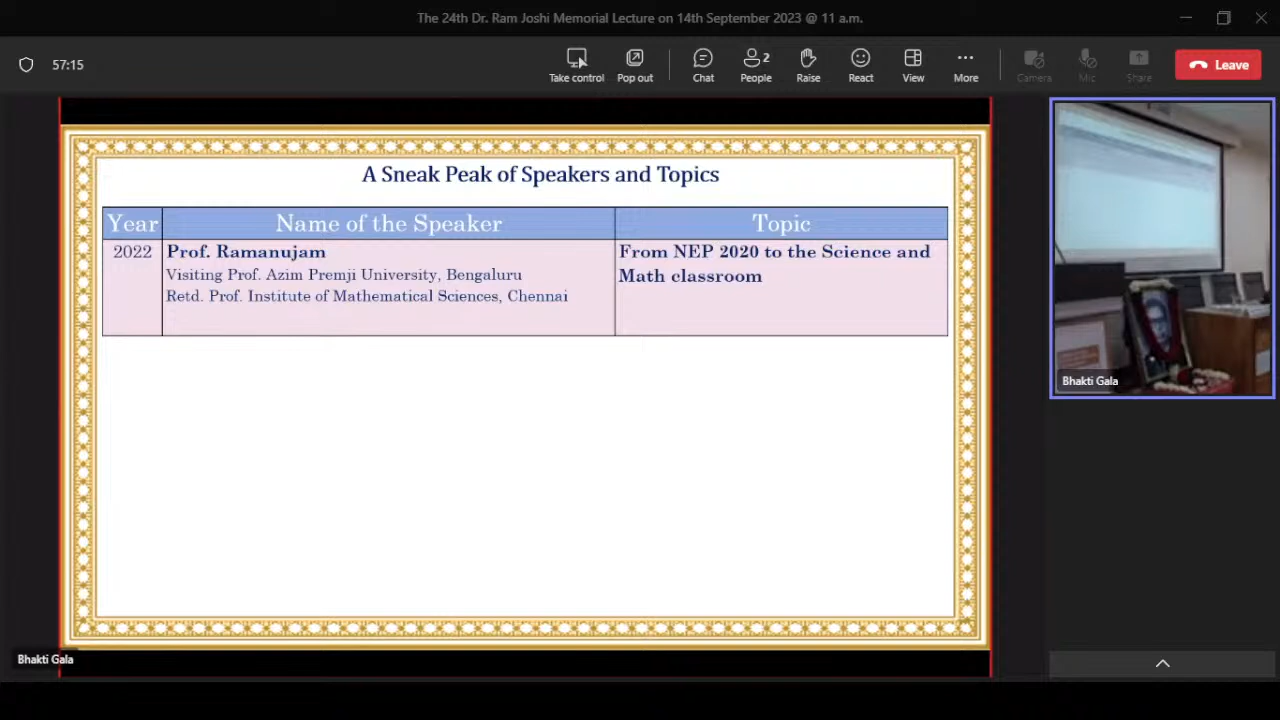 The 24th Dr. Ram Joshi Memorial Lecture on 14th September 2023 @ 11 a.m.
57:15
Take control
Pop out
Chat
2
People
Raise
React
View
More
Camera
Mic
Share
Leave
A Sneak Peak of Speakers and Topics
Year
Name of the Speaker
Topic
2022
Prof. Ramanujam
Visiting Prof. Azim Premji University, Bengaluru
Retd. Prof. Institute of Mathematical Sciences, Chennai
From NEP 2020 to the Science and
Math classroom
Bhakti Gala
Bhakti Gala